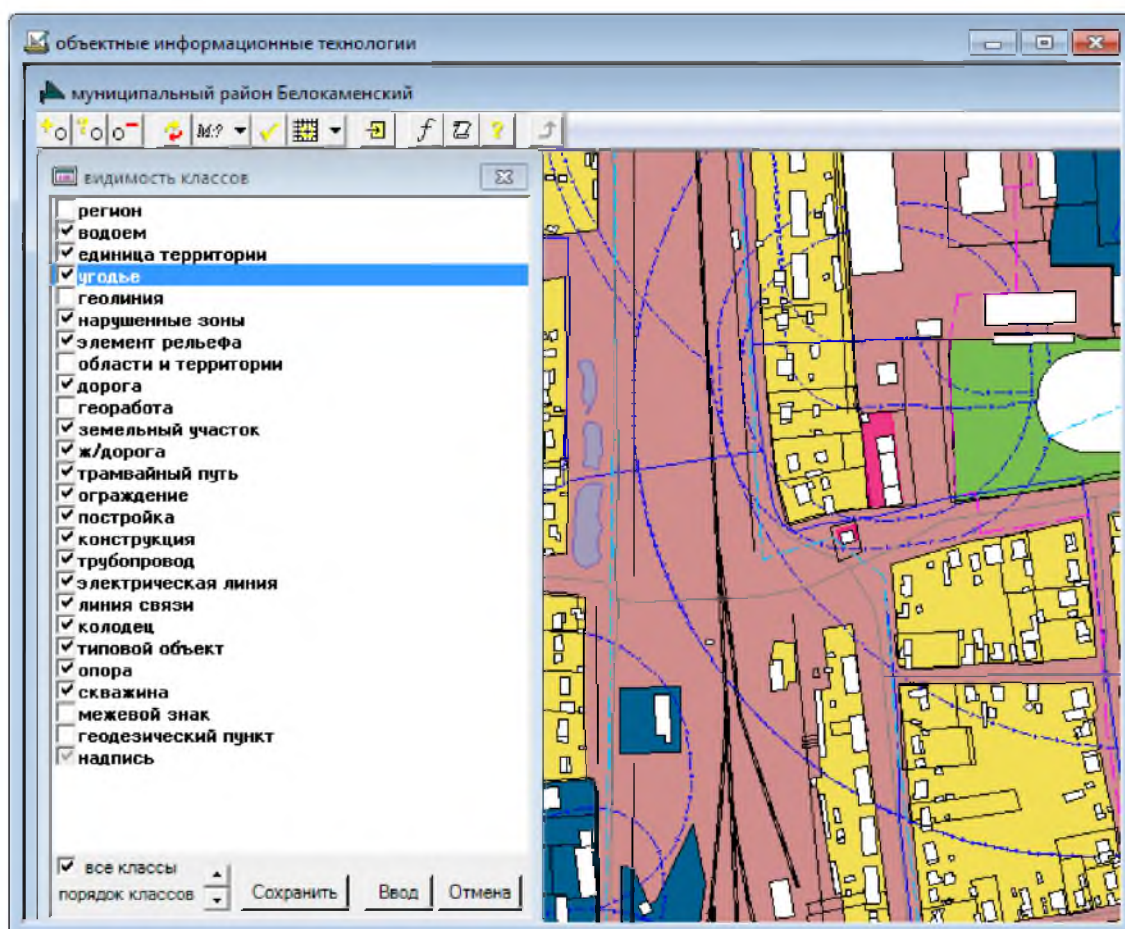 объектные информационные технологии
муниципальный район Белокаменский
М:? f ?
видимость классов
регион
водоем
единица территории
угодье
геолиния
нарушенные зоны
элемент рельефа
области и территории
дорога
георабота
земельный участок
ж/дорога
трамвайный путь
ограждение
постройка
конструкция
трубопровод
электрическая линия
линия связи
колодец
типовой объект
опора
скважина
межевой знак
геодезический пункт
надпись
все классы
порядок классов Сохранить Ввод Отмена